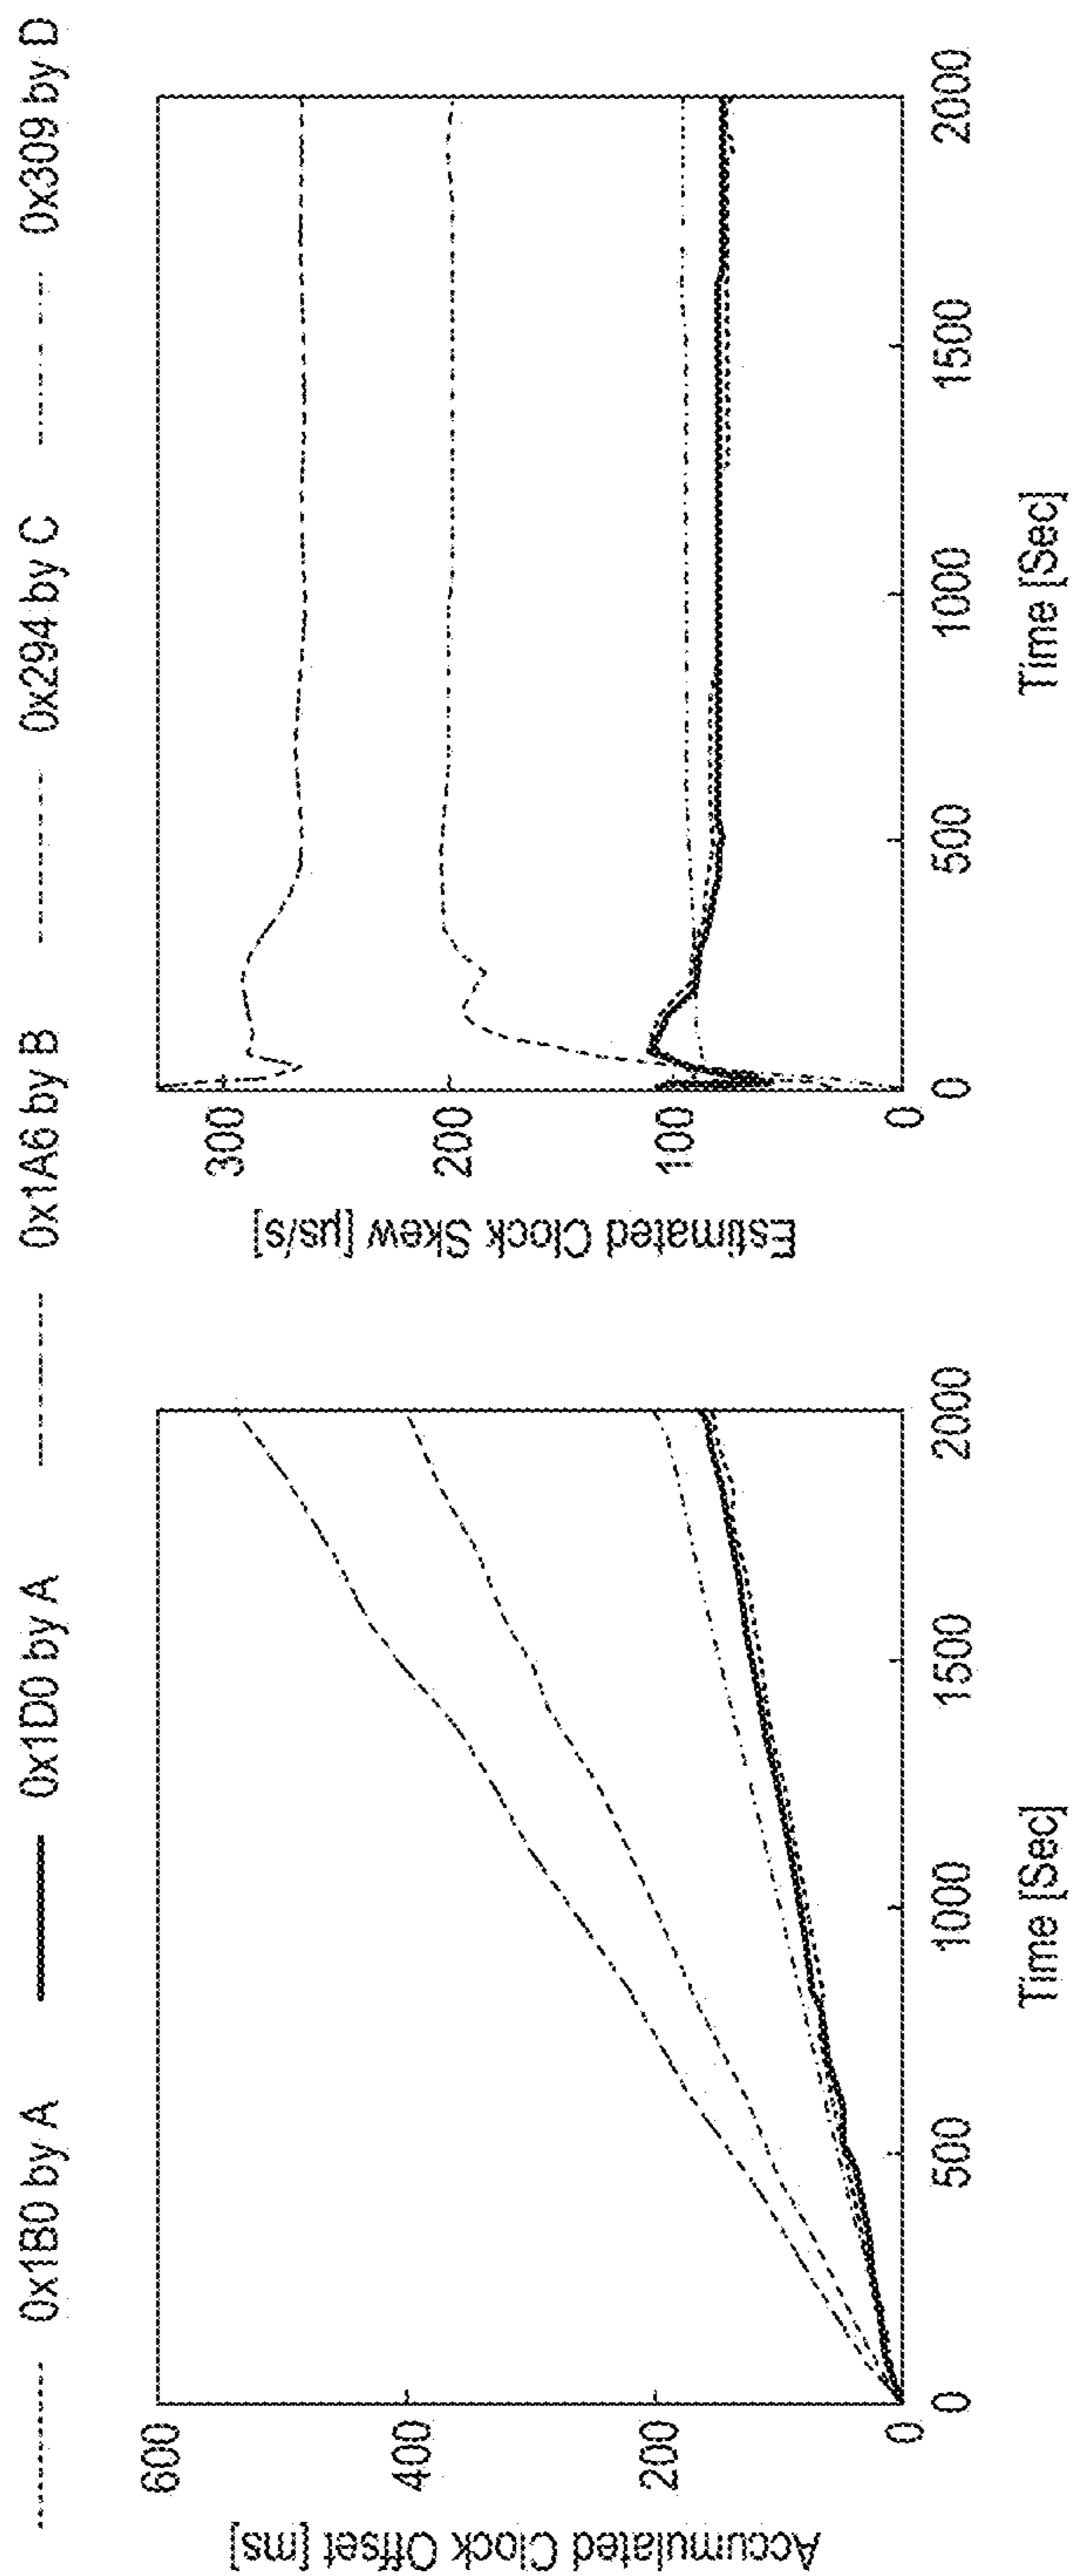 0x1B0 by A
0x1D0 by A
0x1A6 by B
0x294 by C
0x309 by D
Accumulated Clock Offset [ms]
600
400
200
0
0
500
1000
1500
2000
Time [Sec]
Estimated Clock Skew [µs/s]
300
200
100
0
0
500
1000
1500
2000
Time [Sec]